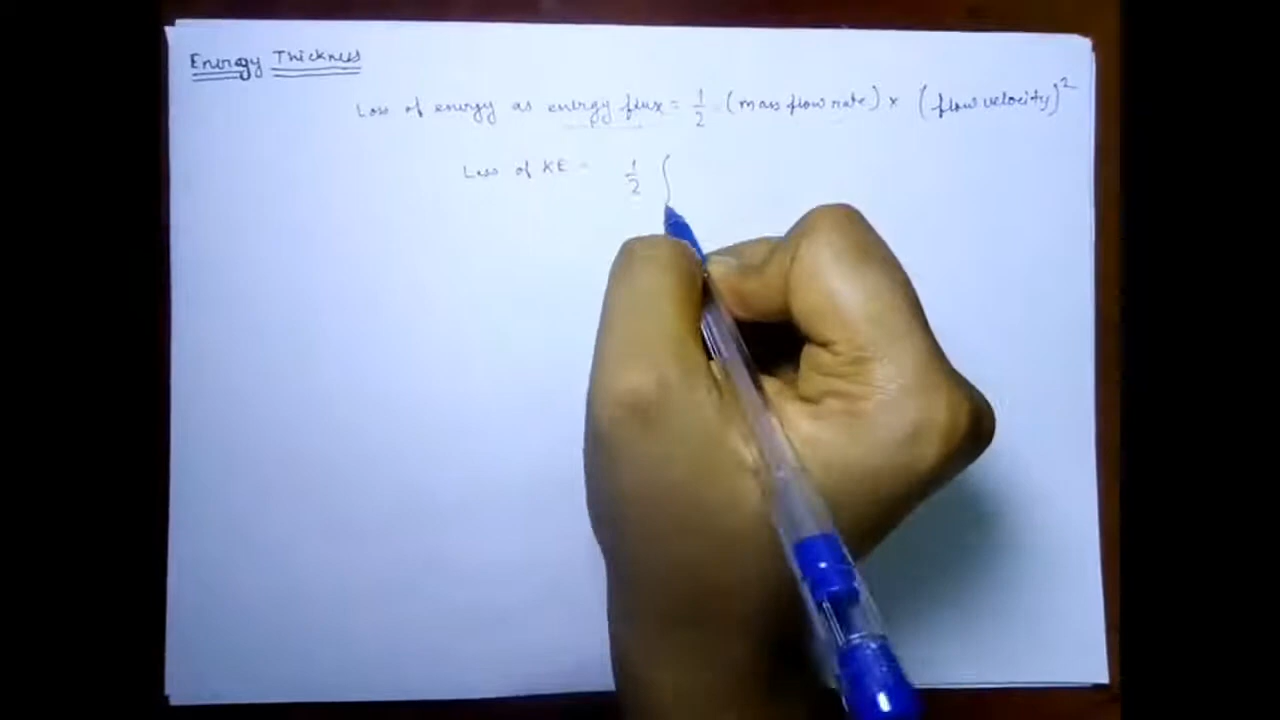 Energy Thickness
Loss of energy as energy flux = 1/2 (mass flow rate) × (flow velocity)²
Loss of KE = 1/2 ∫